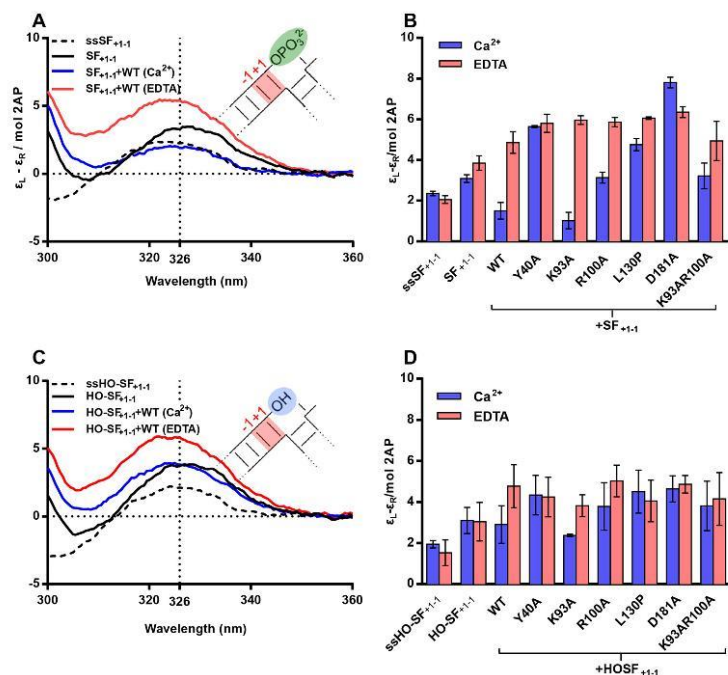 A
ssSF+1-1
SF+1-1
SF+1-1+WT (Ca2+)
SF+1-1+WT (EDTA)
OPO3 2-
-1+1
10
5
0
-5
εL - εR / mol 2AP
300
320
326
340
360
Wavelength (nm)
B
Ca2+
EDTA
10
8
6
4
2
0
εL-εR/mol 2AP
ssSF+1-1
SF+1-1
WT
Y40A
K93A
R100A
L130P
D181A
K93AR100A
+SF+1-1
C
ssHO-SF+1-1
HO-SF+1-1
HO-SF+1-1+WT (Ca2+)
HO-SF+1-1+WT (EDTA)
OH
-1+1
10
5
0
-5
εL - εR / mol 2AP
300
320
326
340
360
Wavelength (nm)
D
Ca2+
EDTA
10
8
6
4
2
0
εL-εR/mol 2AP
ssHO-SF+1-1
HO-SF+1-1
WT
Y40A
K93A
R100A
L130P
D181A
K93AR100A
+HOSF+1-1